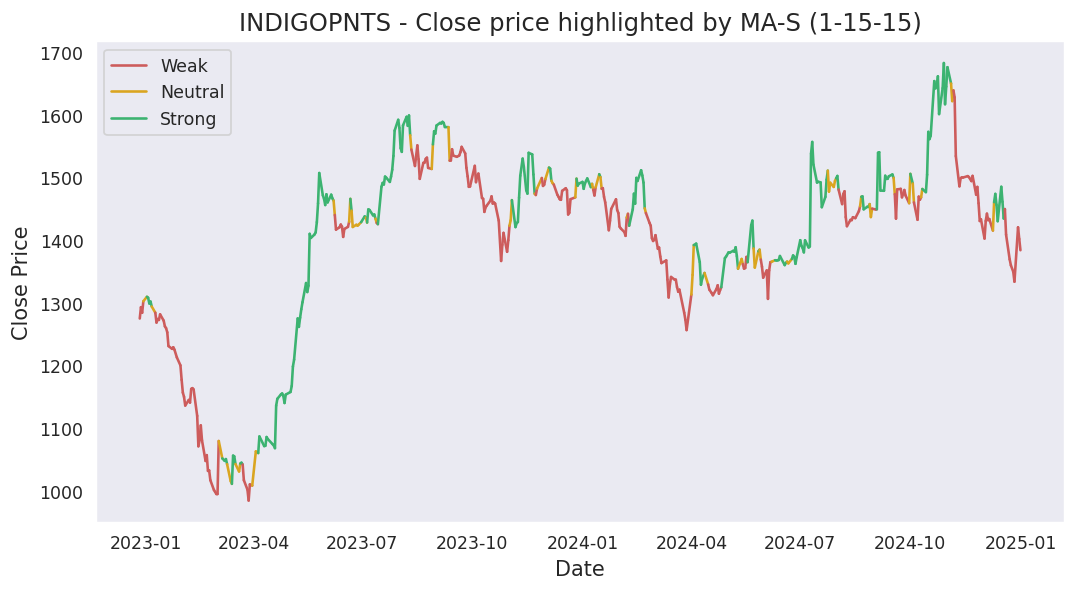 INDIGOPNTS - Close price highlighted by MA-S (1-15-15)
Weak
Neutral
Strong
Close Price
1700
1600
1500
1400
1300
1200
1100
1000
2023-01 2023-04 2023-07 2023-10 2024-01 2024-04 2024-07 2024-10 2025-01
Date